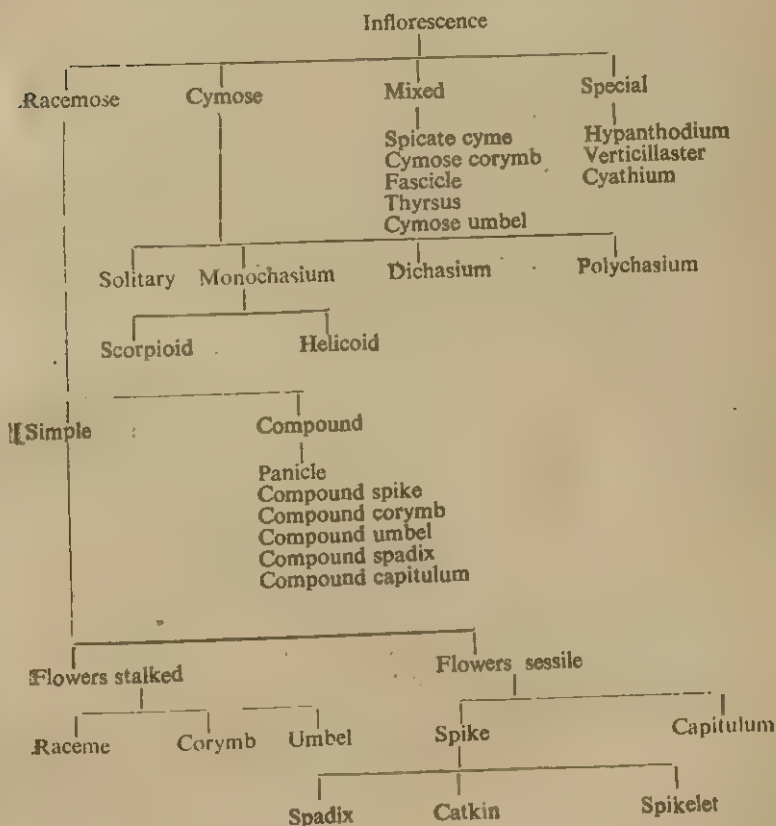 Inflorescence
Racemose Cymose Mixed Special
Spicate cyme Hypanthodium
Cymose corymb Verticillaster
Fascicle Cyathium
Thyrsus
Cymose umbel
Solitary Monochasium Dichasium Polychasium
Scorpioid Helicoid
Simple Compound
Panicle
Compound spike
Compound corymb
Compound umbel
Compound spadix
Compound capitulum
Flowers stalked Flowers sessile
Raceme Corymb Umbel Spike Capitulum
Spadix Catkin Spikelet